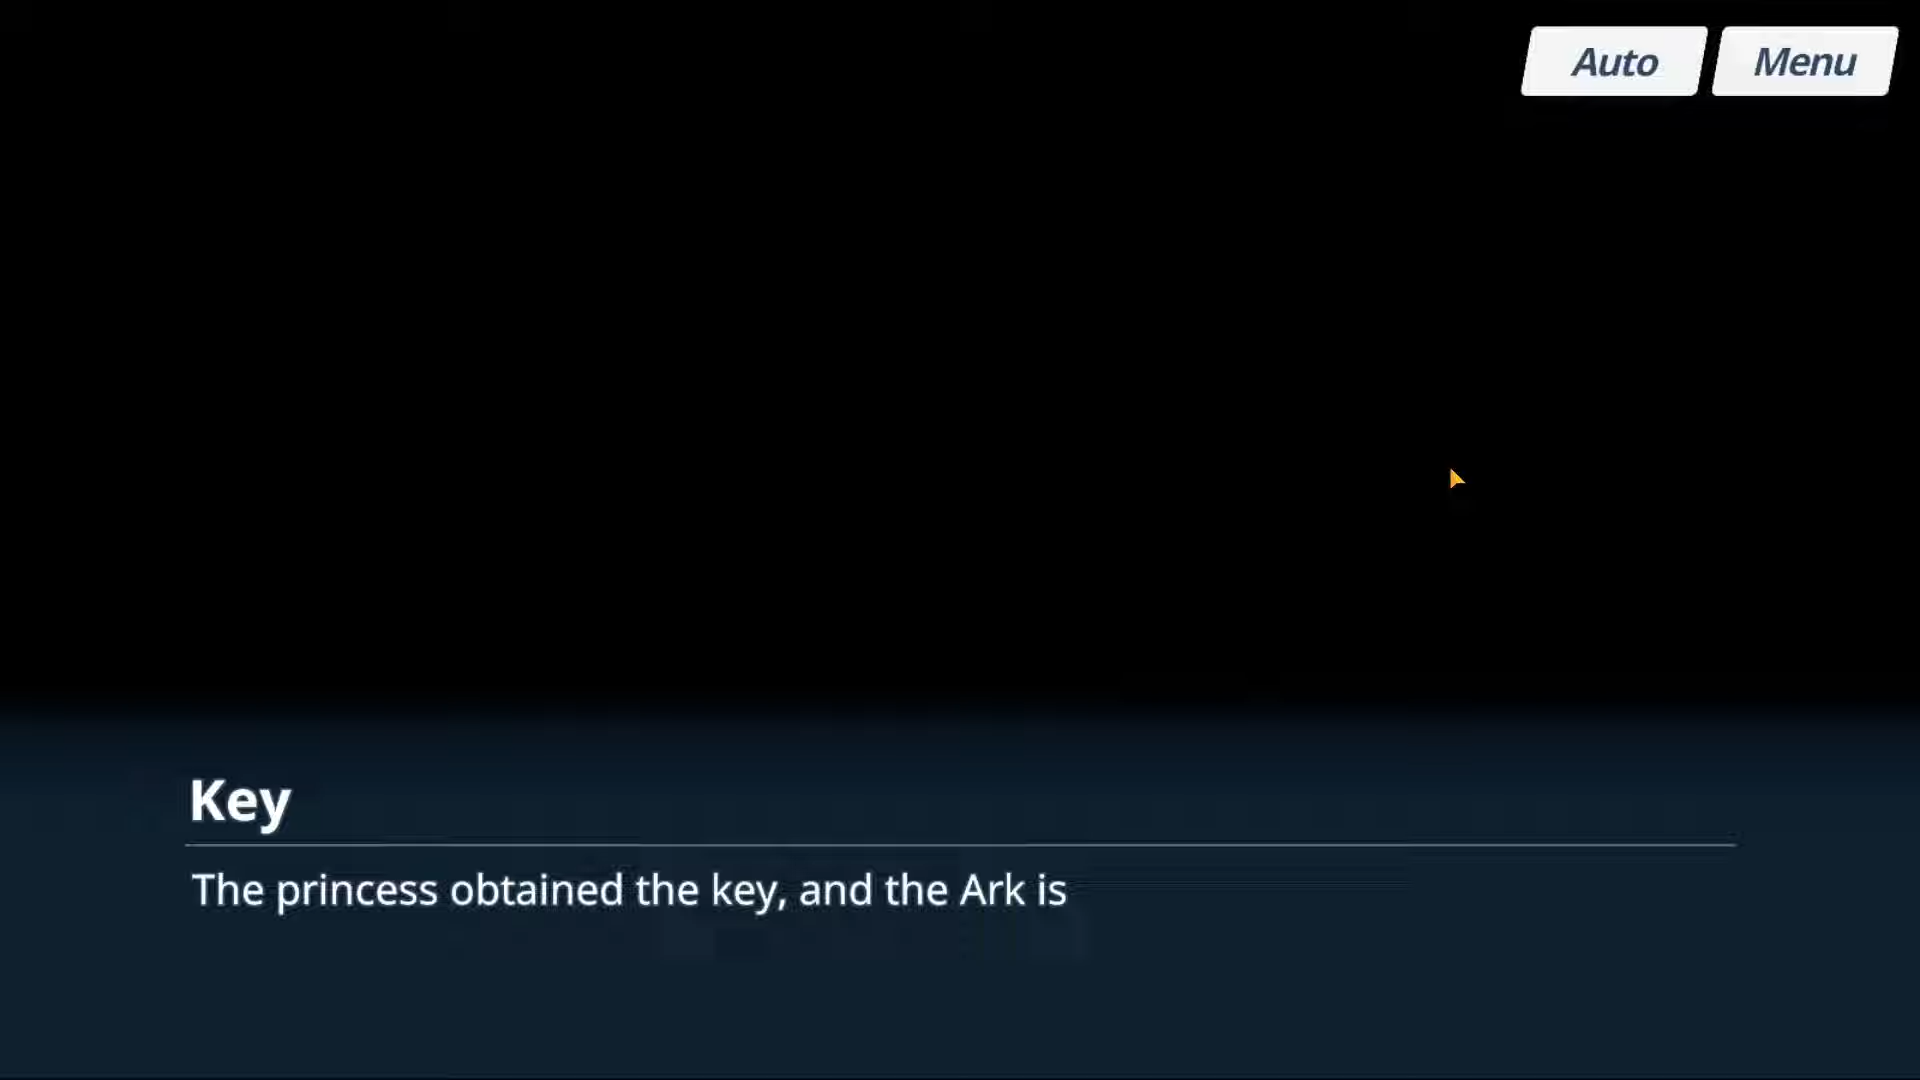 Auto Menu
Key
The princess obtained the key, and the Ark is